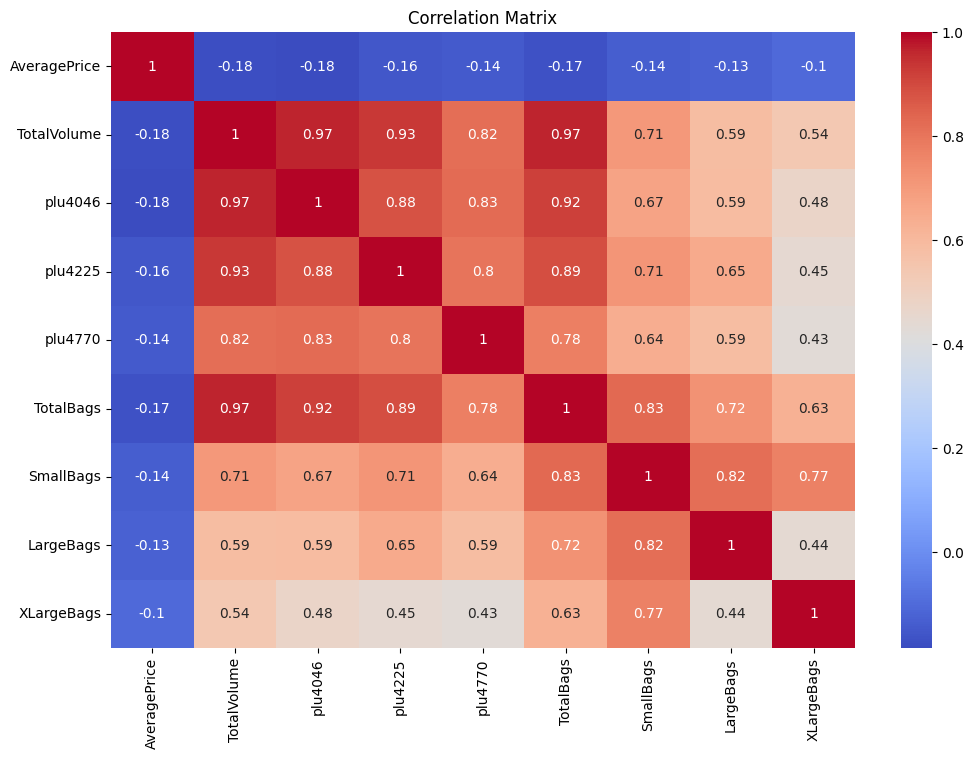 Correlation Matrix
AveragePrice 1 -0.18 -0.18 -0.16 -0.14 -0.17 -0.14 -0.13 -0.1
TotalVolume -0.18 1 0.97 0.93 0.82 0.97 0.71 0.59 0.54
plu4046 -0.18 0.97 1 0.88 0.83 0.92 0.67 0.59 0.48
plu4225 -0.16 0.93 0.88 1 0.8 0.89 0.71 0.65 0.45
plu4770 -0.14 0.82 0.83 0.8 1 0.78 0.64 0.59 0.43
TotalBags -0.17 0.97 0.92 0.89 0.78 1 0.83 0.72 0.63
SmallBags -0.14 0.71 0.67 0.71 0.64 0.83 1 0.82 0.77
LargeBags -0.13 0.59 0.59 0.65 0.59 0.72 0.82 1 0.44
XLargeBags -0.1 0.54 0.48 0.45 0.43 0.63 0.77 0.44 1
AveragePrice TotalVolume plu4046 plu4225 plu4770 TotalBags SmallBags LargeBags XLargeBags
1.0
0.8
0.6
0.4
0.2
0.0